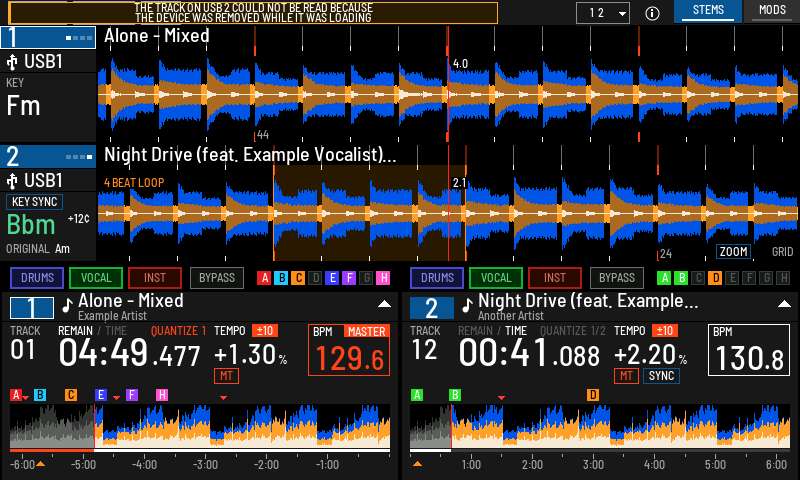 THE TRACK ON USB 2 COULD NOT BE READ BECAUSE
THE DEVICE WAS REMOVED WHILE IT WAS LOADING
1 2
STEMS
MODS
1
Alone - Mixed
USB1
KEY
Fm
4.0
44
2
Night Drive (feat. Example Vocalist)...
USB1
4 BEAT LOOP
2.1
KEY SYNC
Bbm
+12¢
ORIGINAL Am
24
ZOOM
GRID
DRUMS VOCAL INST BYPASS A B C D E F G H
DRUMS VOCAL INST BYPASS A B C D E F G H
1
Alone - Mixed
Example Artist
TRACK
01
REMAIN / TIME
QUANTIZE 1
04:49.477
TEMPO ±10
+1.30%
MT
BPM MASTER
129.6
A B C E F H
-6:00 -5:00 -4:00 -3:00 -2:00 -1:00
2
Night Drive (feat. Example...
Another Artist
TRACK
12
REMAIN / TIME
QUANTIZE 1/2
00:41.088
TEMPO ±10
+2.20%
MT SYNC
BPM
130.8
A B D
1:00 2:00 3:00 4:00 5:00 6:00